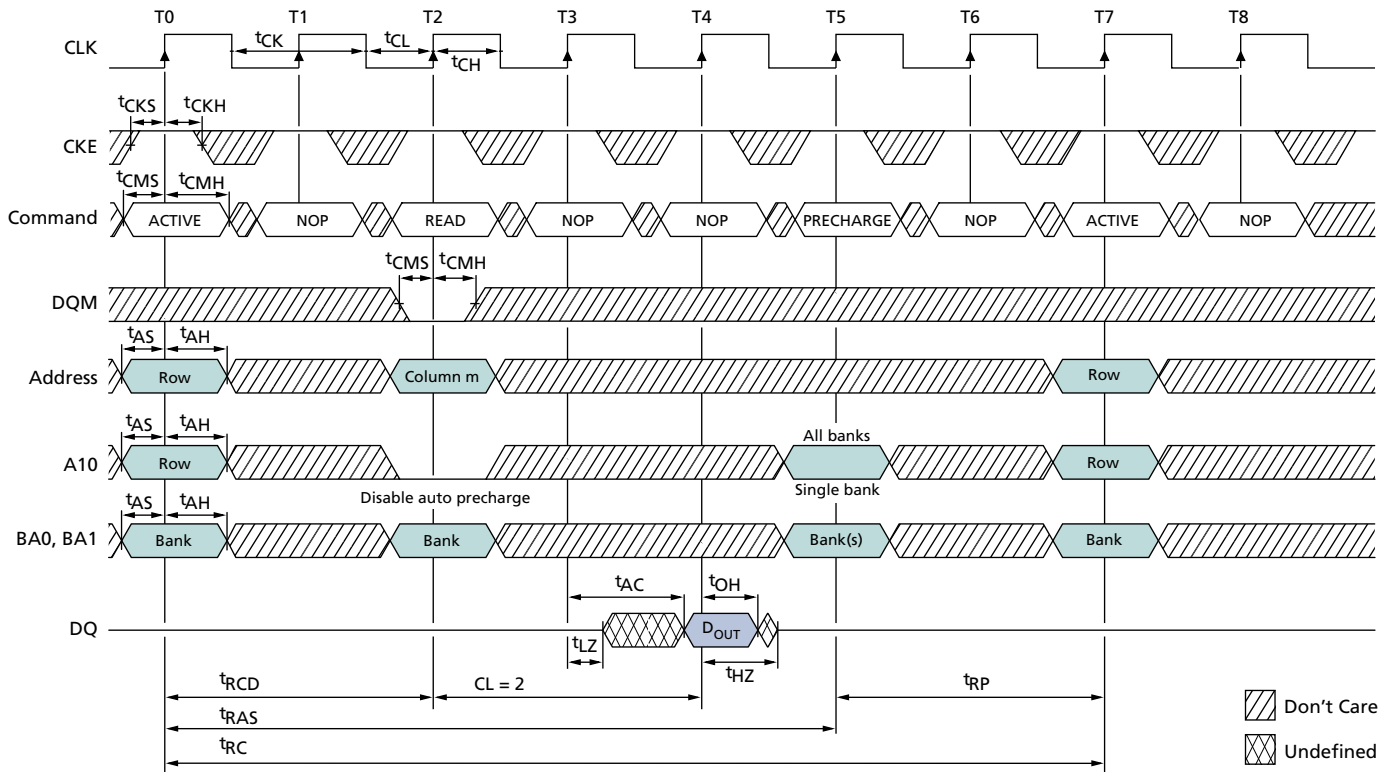 T0 T1 T2 T3 T4 T5 T6 T7 T8
CLK
tCK tCL
tCH
tCKS tCKH
CKE
tCMS tCMH
Command ACTIVE NOP READ NOP NOP PRECHARGE NOP ACTIVE NOP
tCMS tCMH
DQM
tAS tAH
Address Row Column m Row
tAS tAH All banks
A10 Row Row
Disable auto precharge Single bank
tAS tAH
BA0, BA1 Bank Bank Bank(s) Bank
tAC tOH
DQ DOUT
tLZ tHZ
tRCD CL = 2 tRP
tRAS
tRC
Don't Care
Undefined